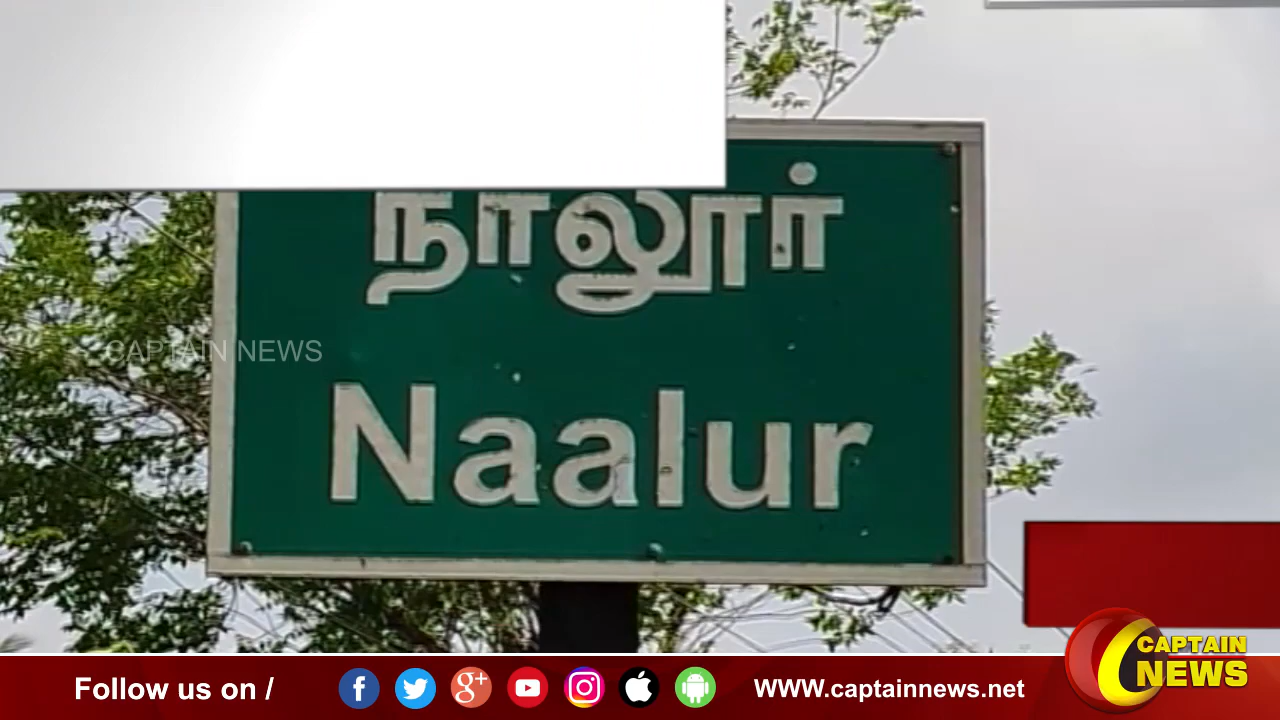 நாலூர்
CAPTAIN NEWS
Naalur
Follow us on /
WWW.captainnews.net
CAPTAIN
NEWS